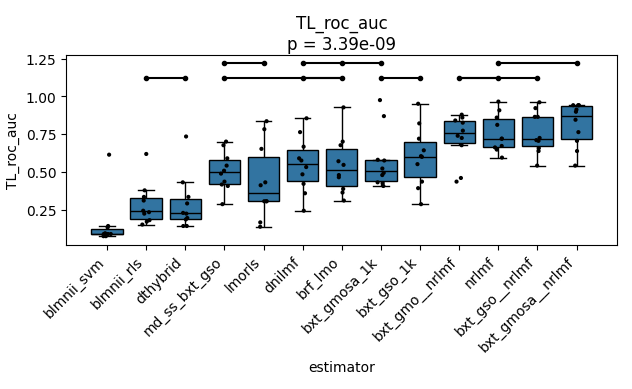 TL_roc_auc
p = 3.39e-09
TL_roc_auc
1.25
1.00
0.75
0.50
0.25
blmnii_svm
blmnii_rls
dthybrid
md_ss_bxt_gso
lmorls
dnilmf
brf_lmo
bxt_gmosa_1k
bxt_gso_1k
bxt_gmo__nrlmf
nrlmf
bxt_gso__nrlmf
bxt_gmosa__nrlmf
estimator